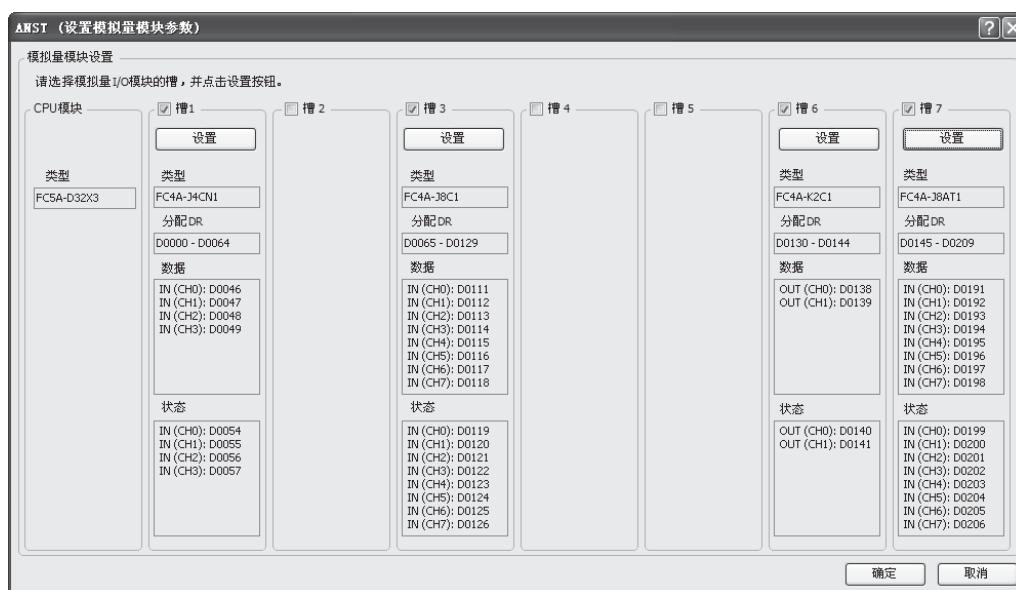 ANST (设置模拟量模块参数)
模拟量模块设置
请选择模拟量I/O模块的槽，并点击设置按钮。
CPU模块
类型
FC5A-D32X3
槽1
设置
类型
FC4A-J4CN1
分配DR
D0000 - D0064
数据
IN (CH0): D0046
IN (CH1): D0047
IN (CH2): D0048
IN (CH3): D0049
状态
IN (CH0): D0054
IN (CH1): D0055
IN (CH2): D0056
IN (CH3): D0057
槽 2
槽 3
设置
类型
FC4A-J8C1
分配DR
D0065 - D0129
数据
IN (CH0): D0111
IN (CH1): D0112
IN (CH2): D0113
IN (CH3): D0114
IN (CH4): D0115
IN (CH5): D0116
IN (CH6): D0117
IN (CH7): D0118
状态
IN (CH0): D0119
IN (CH1): D0120
IN (CH2): D0121
IN (CH3): D0122
IN (CH4): D0123
IN (CH5): D0124
IN (CH6): D0125
IN (CH7): D0126
槽 4
槽 5
槽 6
设置
类型
FC4A-K2C1
分配DR
D0130 - D0144
数据
OUT (CH0): D0138
OUT (CH1): D0139
状态
OUT (CH0): D0140
OUT (CH1): D0141
槽 7
设置
类型
FC4A-J8AT1
分配DR
D0145 - D0209
数据
IN (CH0): D0191
IN (CH1): D0192
IN (CH2): D0193
IN (CH3): D0194
IN (CH4): D0195
IN (CH5): D0196
IN (CH6): D0197
IN (CH7): D0198
状态
IN (CH0): D0199
IN (CH1): D0200
IN (CH2): D0201
IN (CH3): D0202
IN (CH4): D0203
IN (CH5): D0204
IN (CH6): D0205
IN (CH7): D0206
确定
取消